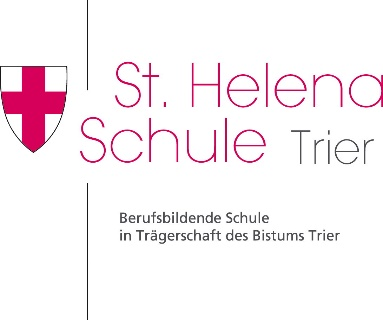 St. Helena
Schule Trier
Berufsbildende Schule
in Trägerschaft des Bistums Trier